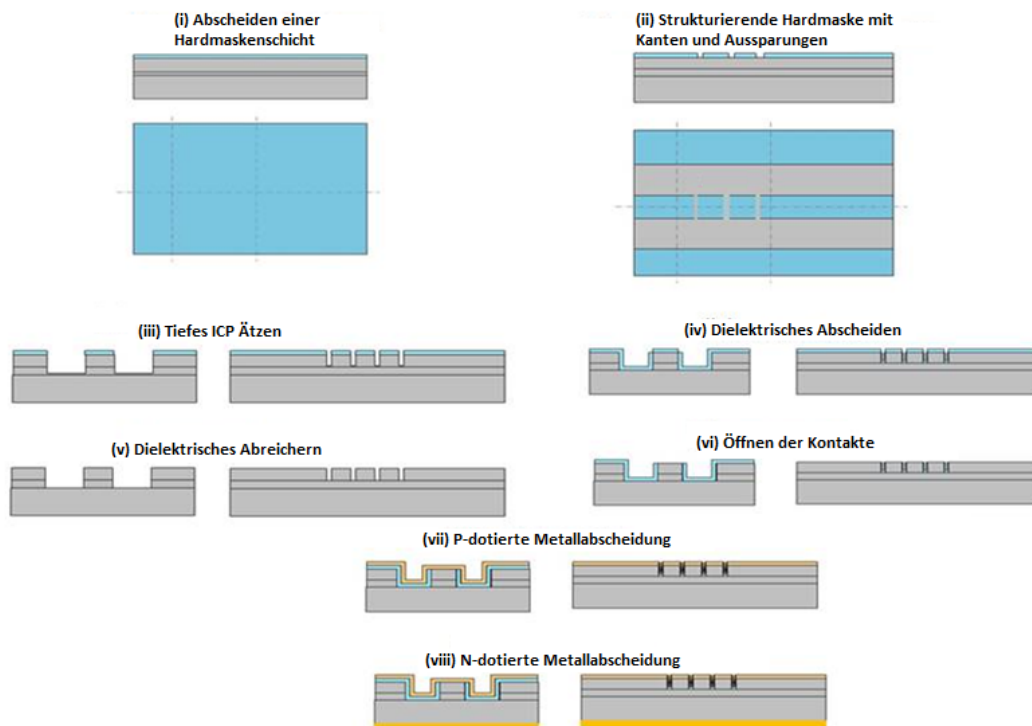 (i) Abscheiden einer
Hardmaskenschicht
(ii) Strukturierende Hardmaske mit
Kanten und Aussparungen
(iii) Tiefes ICP Ätzen
(iv) Dielektrisches Abscheiden
(v) Dielektrisches Abreichern
(vi) Öffnen der Kontakte
(vii) P-dotierte Metallabscheidung
(viii) N-dotierte Metallabscheidung